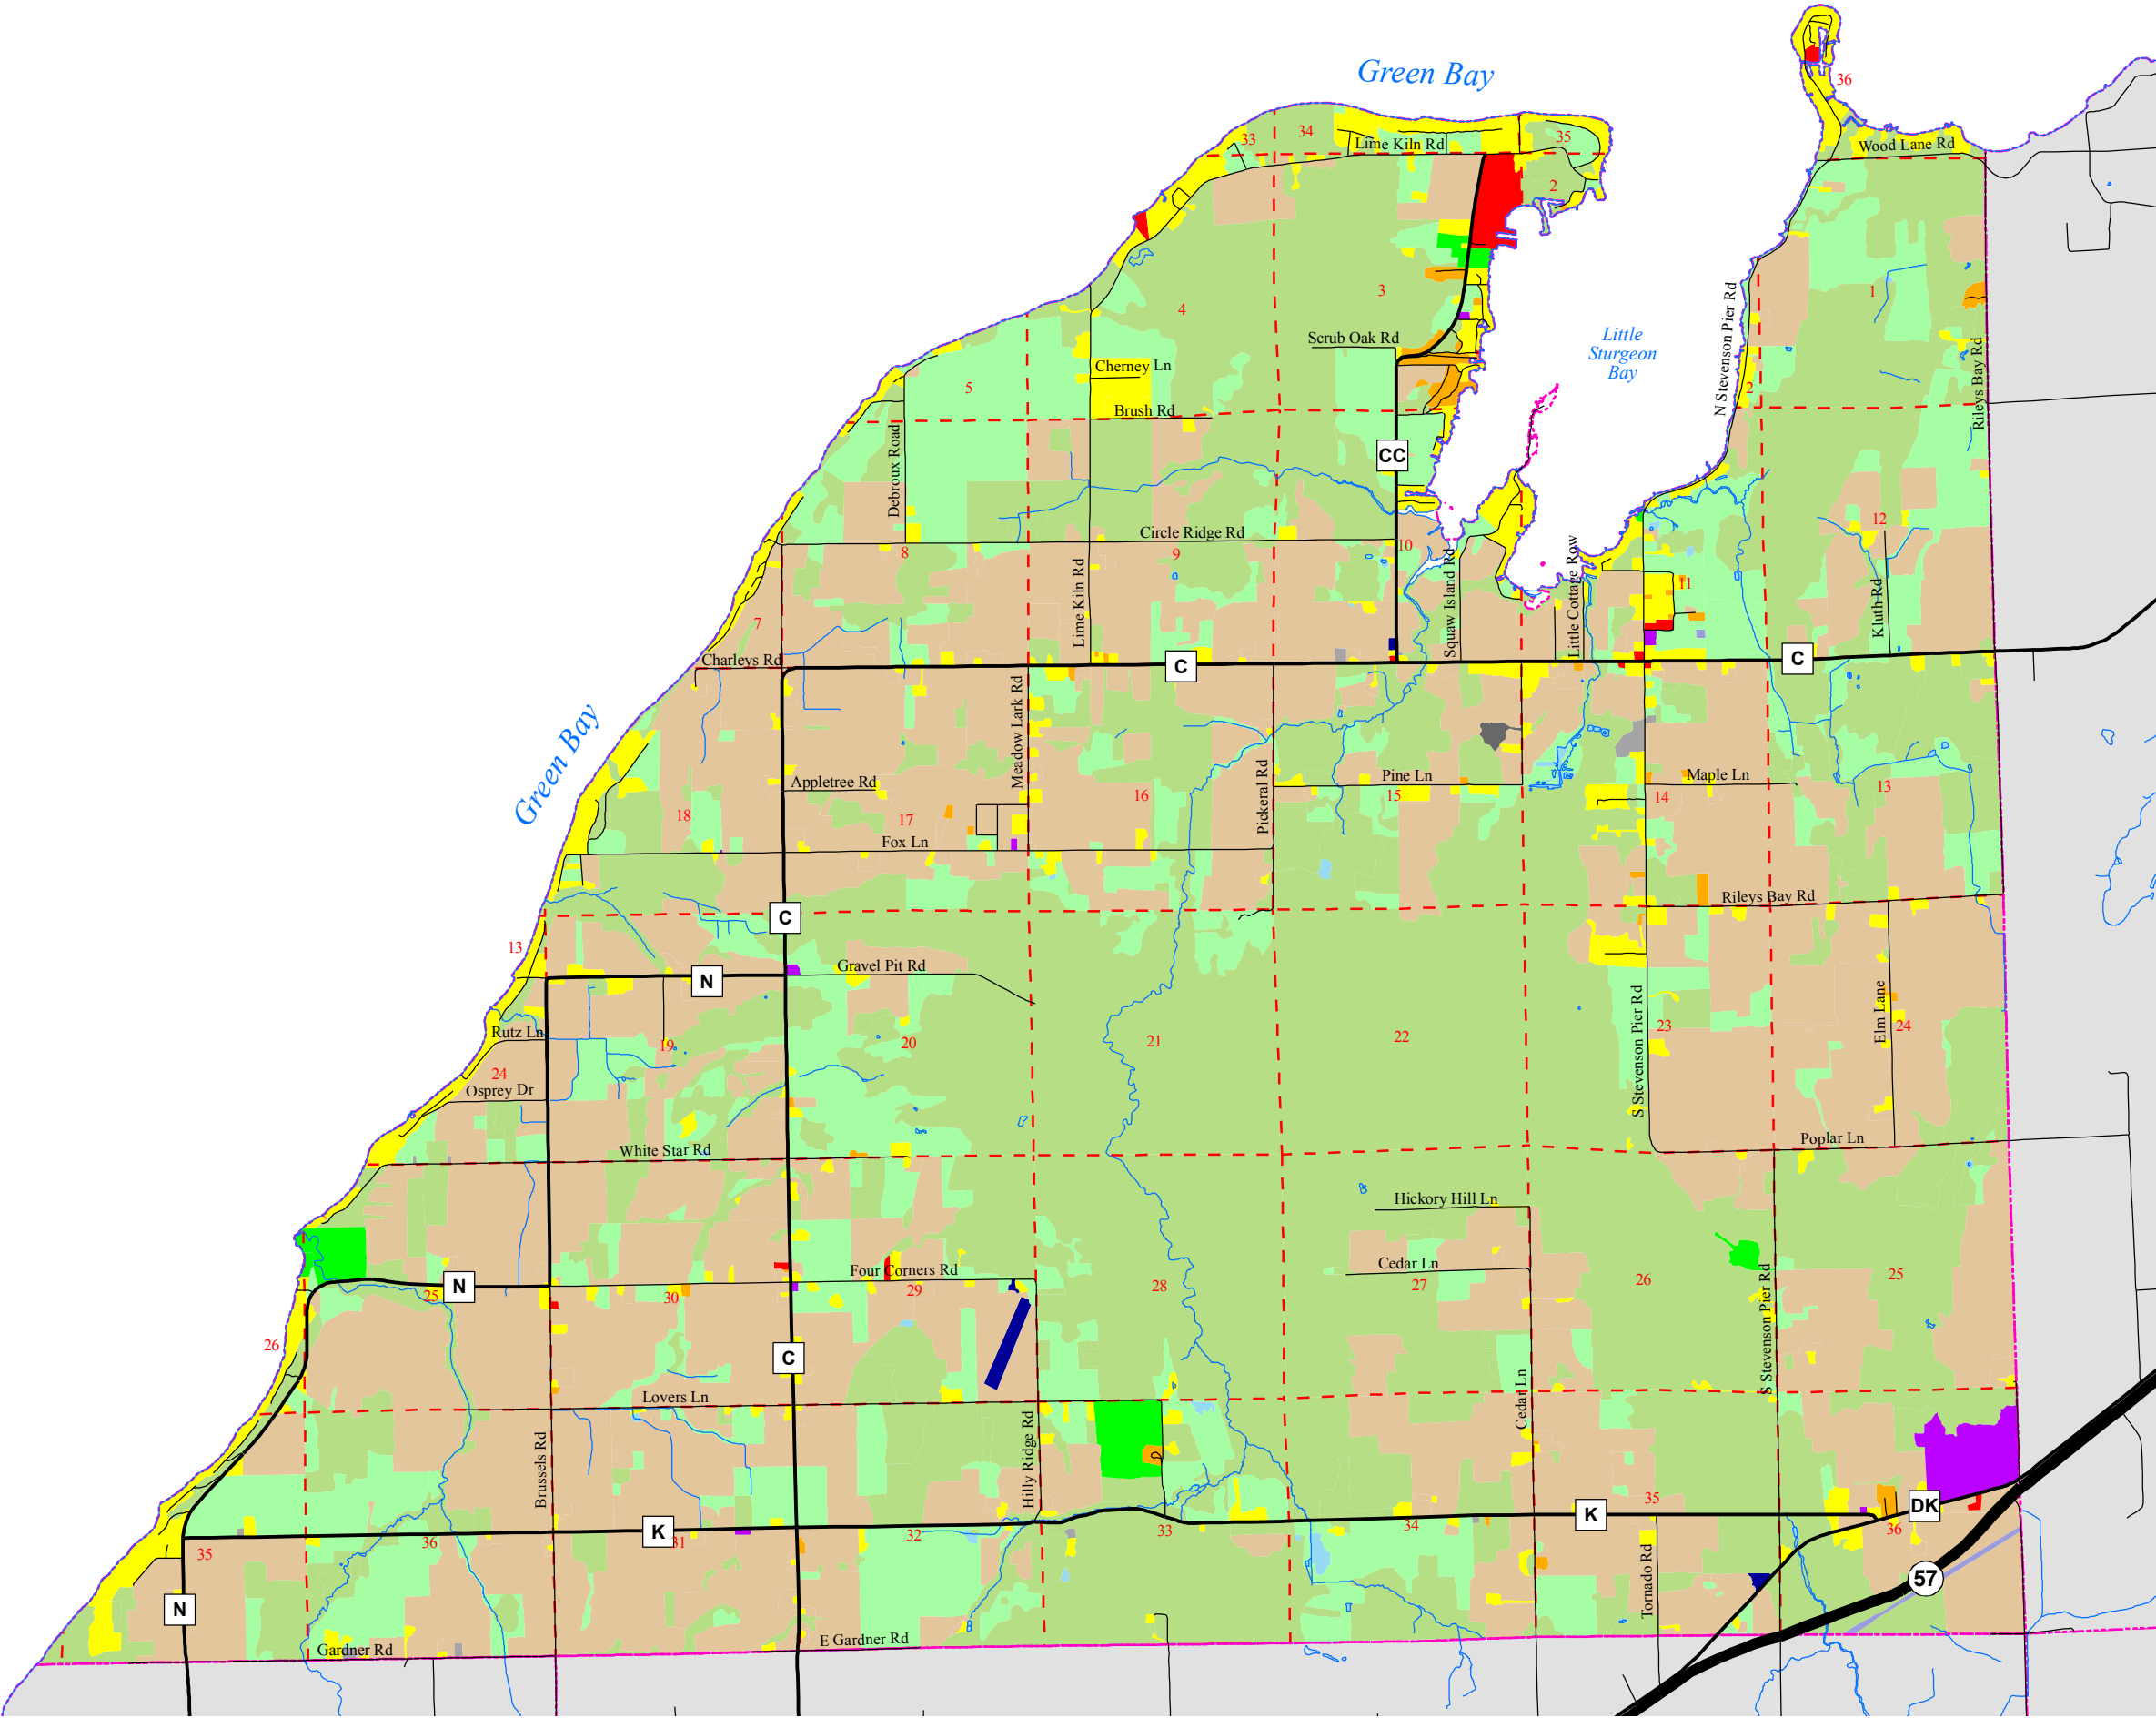 Green Bay
36
33
34
35
Lime Kiln Rd
Wood Lane Rd
2
4
3
1
Scrub Oak Rd
Little
Sturgeon
Bay
N Stevenson Pier Rd
Rileys Bay Rd
5
Cherney Ln
2
Brush Rd
Debroux Road
CC
Circle Ridge Rd
12
8
9
10
Lime Kiln Rd
Squaw Island Rd
Little Cottage Row
11
Kluth Rd
7
Charleys Rd
C
C
Green Bay
Meadow Lark Rd
Appletree Rd
Pickeral Rd
Pine Ln
Maple Ln
18
17
16
15
14
13
Fox Ln
Rileys Bay Rd
C
13
N
Gravel Pit Rd
S Stevenson Pier Rd
Elm Lane
Rutz Ln
19
20
21
22
23
24
24
Osprey Dr
White Star Rd
Poplar Ln
Hickory Hill Ln
Four Corners Rd
Cedar Ln
N
25
30
29
28
27
26
25
S Stevenson Pier Rd
26
C
Lovers Ln
Cedar Ln
Brussels Rd
Hilly Ridge Rd
35
DK
K
K
35
36
31
32
33
34
36
Tornado Rd
57
N
Gardner Rd
E Gardner Rd